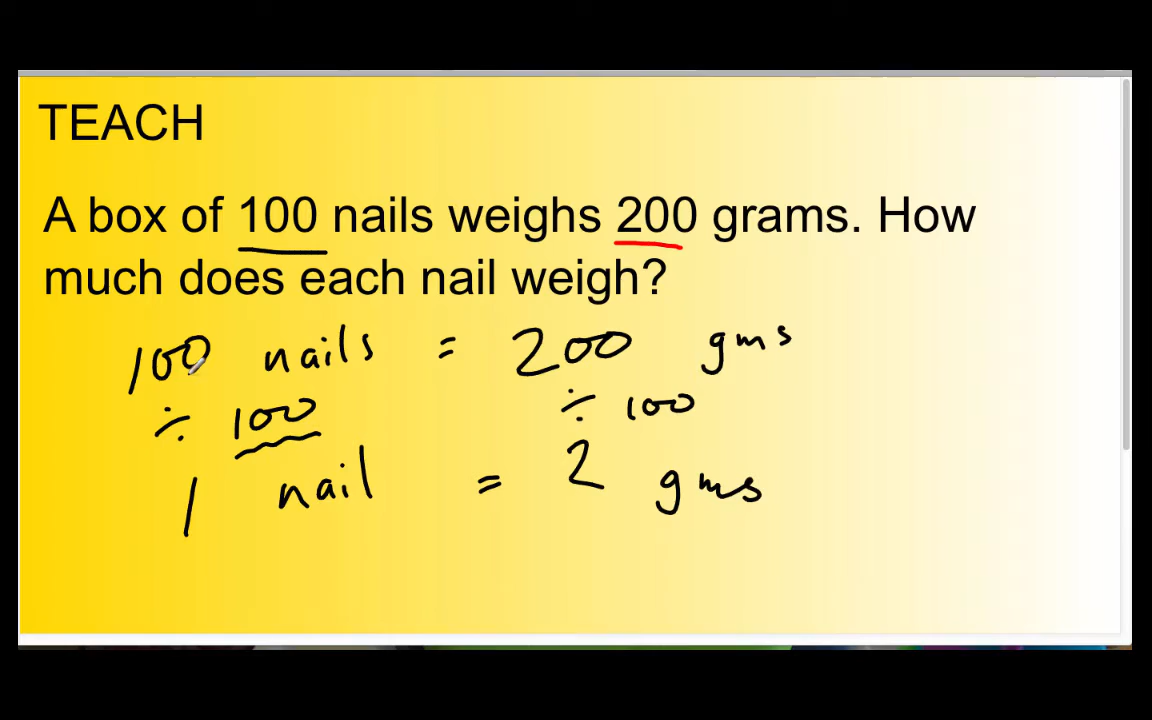 TEACH
A box of 100 nails weighs 200 grams. How
much does each nail weigh?
100 nails = 200 gms
÷ 100 ÷ 100
1 nail = 2 gms